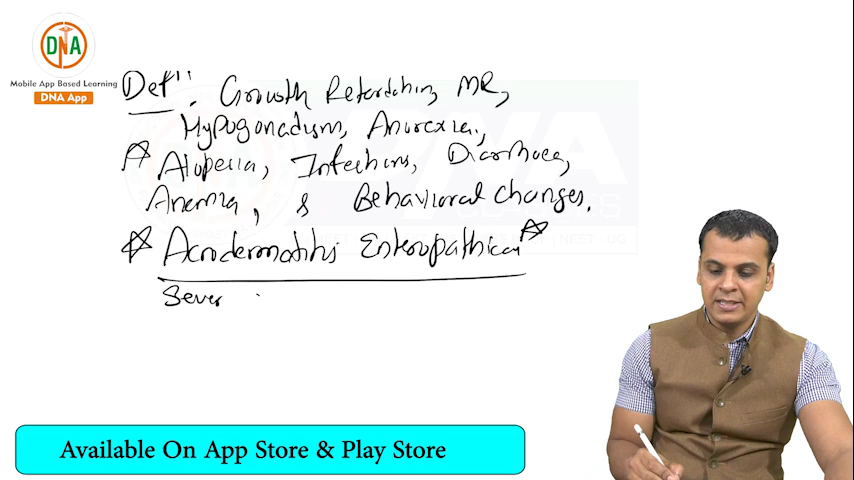 DNA
Mobile App Based Learning
DNA App
Defn: Growth Retardation, MR,
Hypogonadism, Anorexia,
Alopecia, Infections, Diarrhoea,
Anemia, & Behavioral changes.
Acrodermatitis Enteropathica
Sever
Available On App Store & Play Store